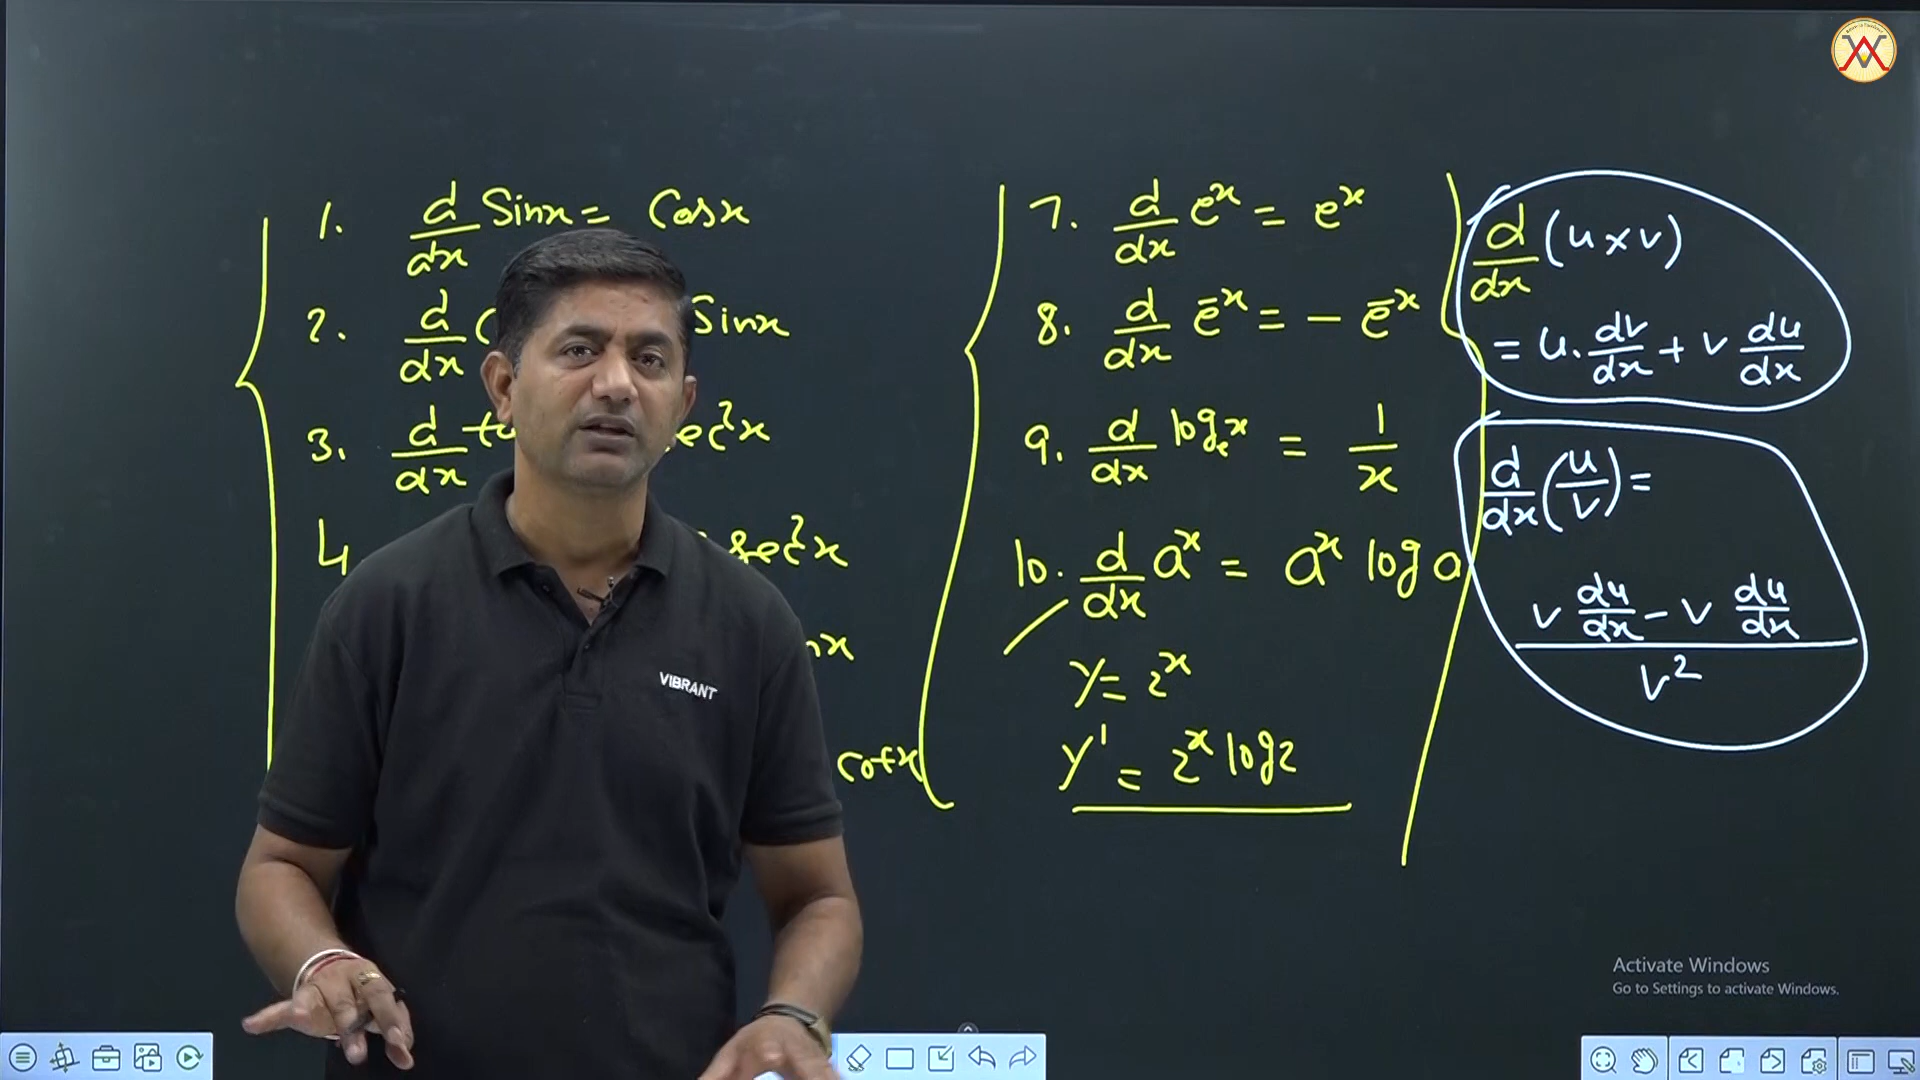 1. d/dx Sinx = Cosx
2. d/dx Sinx
3. d/dx ec²x
4 sec²x
x
cotx
7. d/dx e^x = e^x
8. d/dx e^-x = - e^-x
9. d/dx log_e x = 1/x
10. d/dx a^x = a^x log a
y = 2^x
y' = 2^x log2
d/dx (u x v)
= u. dv/dx + v du/dx
d/dx (u/v) =
v du/dx - v du/dx
v²
VIBRANT
Activate Windows
Go to Settings to activate Windows.